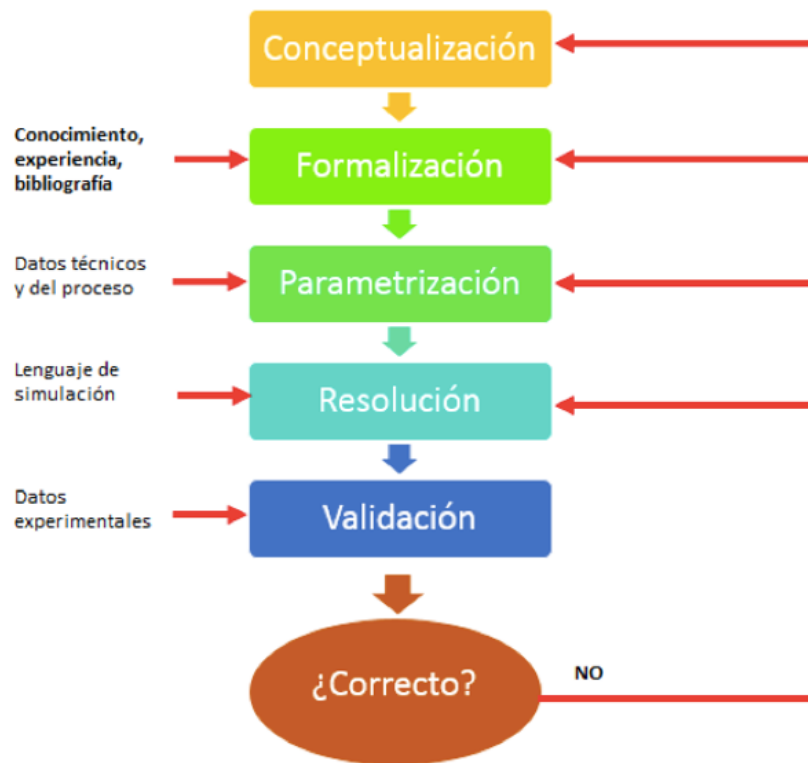 Conceptualización
Conocimiento,
experiencia,
bibliografía
Formalización
Datos técnicos
y del proceso
Parametrización
Lenguaje de
simulación
Resolución
Datos
experimentales
Validación
¿Correcto?
NO